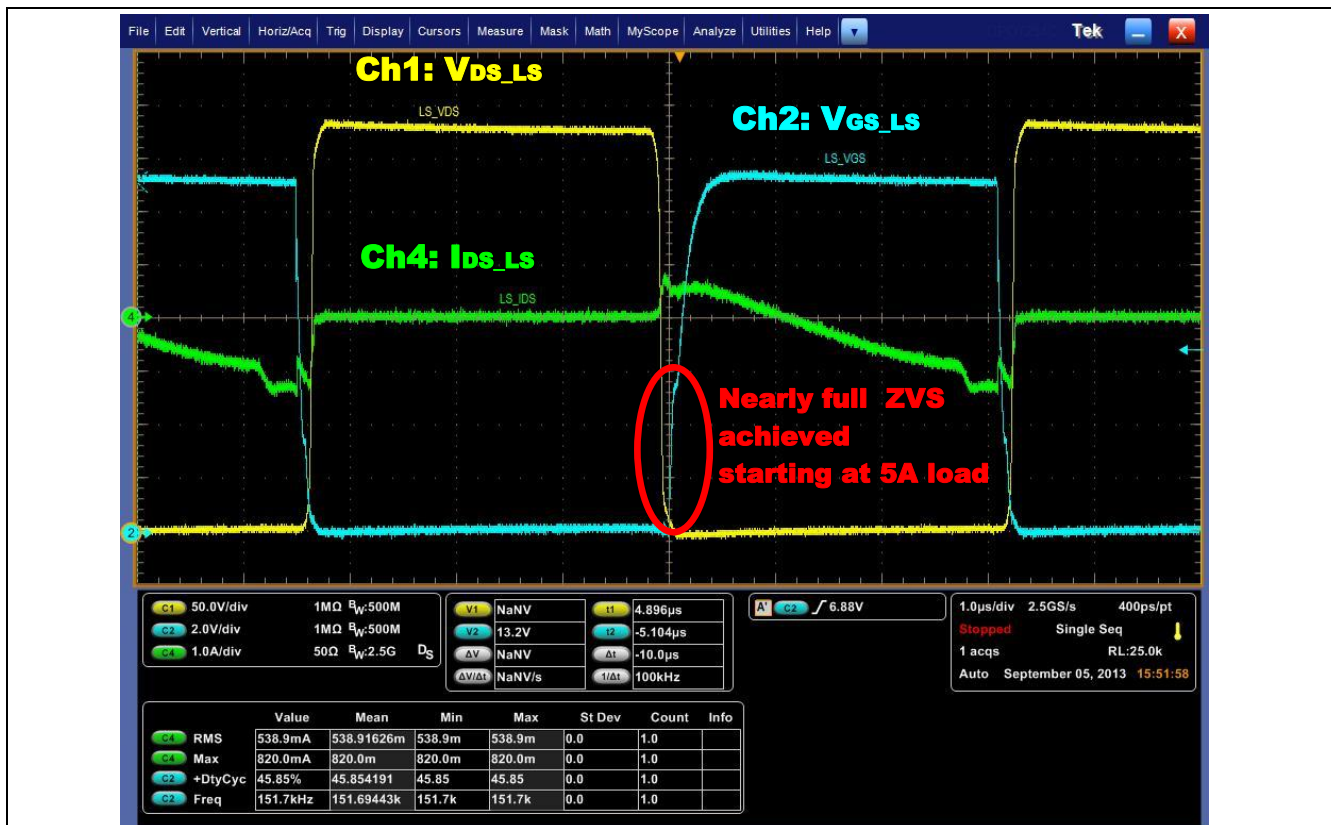 File Edit Vertical Horiz/Acq Trig Display Cursors Measure Mask Math MyScope Analyze Utilities Help Tek X
Ch1: VDS_LS
LS_VDS
Ch2: VGS_LS
LS_VGS
Ch4: IDS_LS
LS_IDS
4
Nearly full ZVS
achieved
starting at 5A load
2
C1 50.0V/div 1MΩ BW:500M
C2 2.0V/div 1MΩ BW:500M
C4 1.0A/div 50Ω BW:2.5G DS
V1 NaNV t1 4.896µs
V2 13.2V t2 -5.104µs
ΔV NaNV Δt -10.0µs
ΔV/Δt NaNV/s 1/Δt 100kHz
A' C2 6.88V
1.0µs/div 2.5GS/s 400ps/pt
Stopped Single Seq
1 acqs RL:25.0k
Auto September 05, 2013 15:51:58
Value Mean Min Max St Dev Count Info
C4 RMS 538.9mA 538.91626m 538.9m 538.9m 0.0 1.0
C4 Max 820.0mA 820.0m 820.0m 820.0m 0.0 1.0
C2 +DtyCyc 45.85% 45.854191 45.85 45.85 0.0 1.0
C2 Freq 151.7kHz 151.69443k 151.7k 151.7k 0.0 1.0